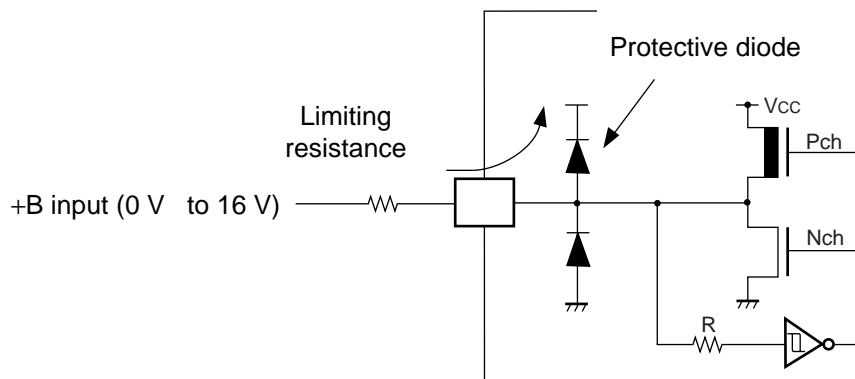 Protective diode
Limiting
resistance
VCC
Pch
+B input (0 V   to 16 V)
Nch
R